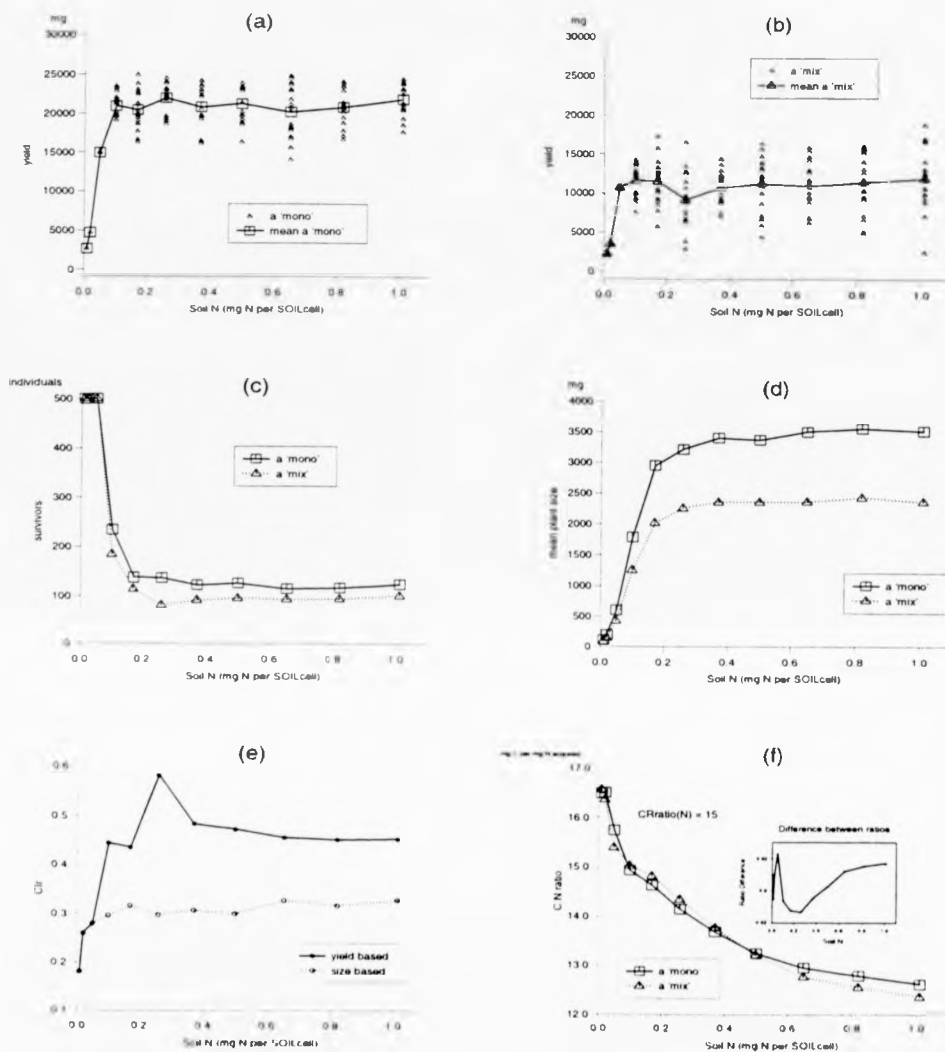 (a)
mg
30000
25000
20000
15000
10000
5000
0
yield
a 'mono'
mean a 'mono'
0.0 0.2 0.4 0.6 0.8 1.0
Soil N (mg N per SOILcell)
(b)
mg
30000
25000
20000
15000
10000
5000
0
yield
a 'mix'
mean a 'mix'
0.0 0.2 0.4 0.6 0.8 1.0
Soil N (mg N per SOILcell)
(c)
individuals
500
400
300
200
100
0
survivors
a 'mono'
a 'mix'
0.0 0.2 0.4 0.6 0.8 1.0
Soil N (mg N per SOILcell)
(d)
mg
4000
3500
3000
2500
2000
1500
1000
500
0
mean plant size
a 'mono'
a 'mix'
0.0 0.2 0.4 0.6 0.8 1.0
Soil N (mg N per SOILcell)
(e)
0.6
0.5
0.4
0.3
0.2
0.1
yield based
size based
0.0 0.2 0.4 0.6 0.8 1.0
Soil N (mg N per SOILcell)
(f)
17.0
16.0
15.0
14.0
13.0
12.0
C:N ratio
CRratio(N) = 15
Difference between ratios
Ratio Difference
Soil N
a 'mono
a 'mix'
0.0 0.2 0.4 0.6 0.8 1.0
Soil N (mg N per SOILcell)